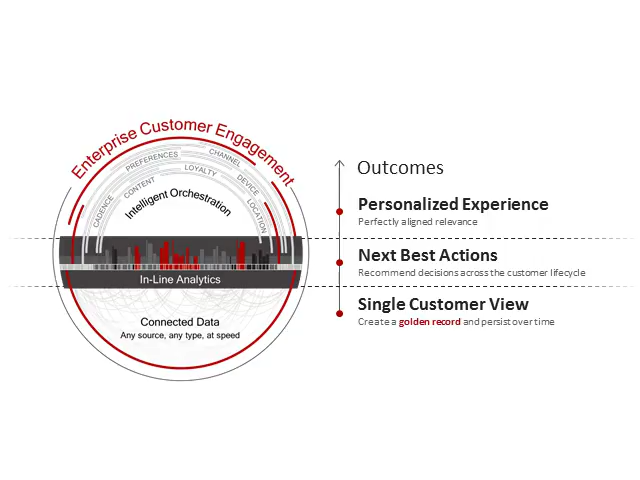 Enterprise Customer Engagement
CHANNEL
PREFERENCES
LOYALTY
DEVICE
CONTENT
CADENCE
LOCATION
Intelligent Orchestration
In-Line Analytics
Connected Data
Any source, any type, at speed
Outcomes
Personalized Experience
Perfectly aligned relevance
Next Best Actions
Recommend decisions across the customer lifecycle
Single Customer View
Create a golden record and persist over time